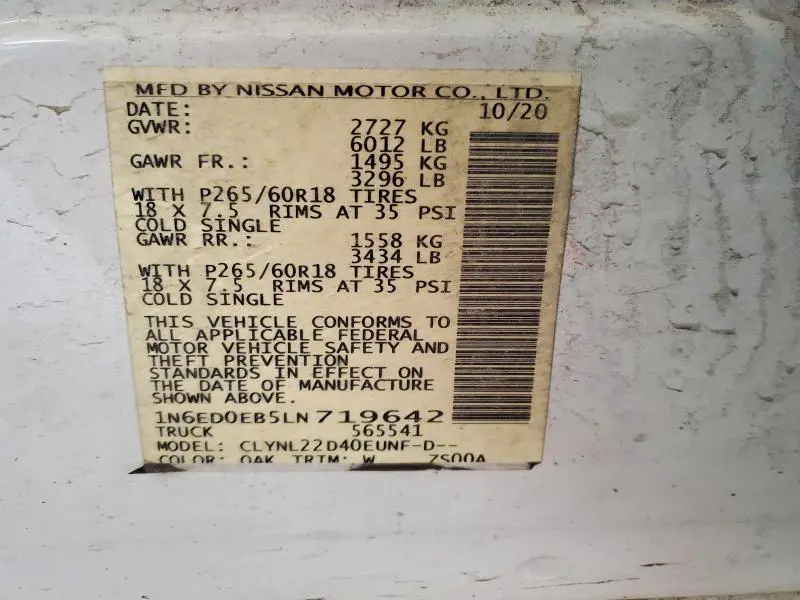 MFD BY NISSAN MOTOR CO., LTD.
DATE: 10/20
GVWR: 2727 KG
6012 LB
GAWR FR.: 1495 KG
3296 LB
WITH P265/60R18 TIRES
18 X 7.5 RIMS AT 35 PSI
COLD SINGLE
GAWR RR.: 1558 KG
3434 LB
WITH P265/60R18 TIRES
18 X 7.5 RIMS AT 35 PSI
COLD SINGLE
THIS VEHICLE CONFORMS TO
ALL APPLICABLE FEDERAL
MOTOR VEHICLE SAFETY AND
THEFT PREVENTION
STANDARDS IN EFFECT ON
THE DATE OF MANUFACTURE
SHOWN ABOVE.
1N6ED0EB5LN719642
TRUCK 565541
MODEL: CLYNL22D40EUNF-D--
COLOR: QAK TRIM: W ZS00A